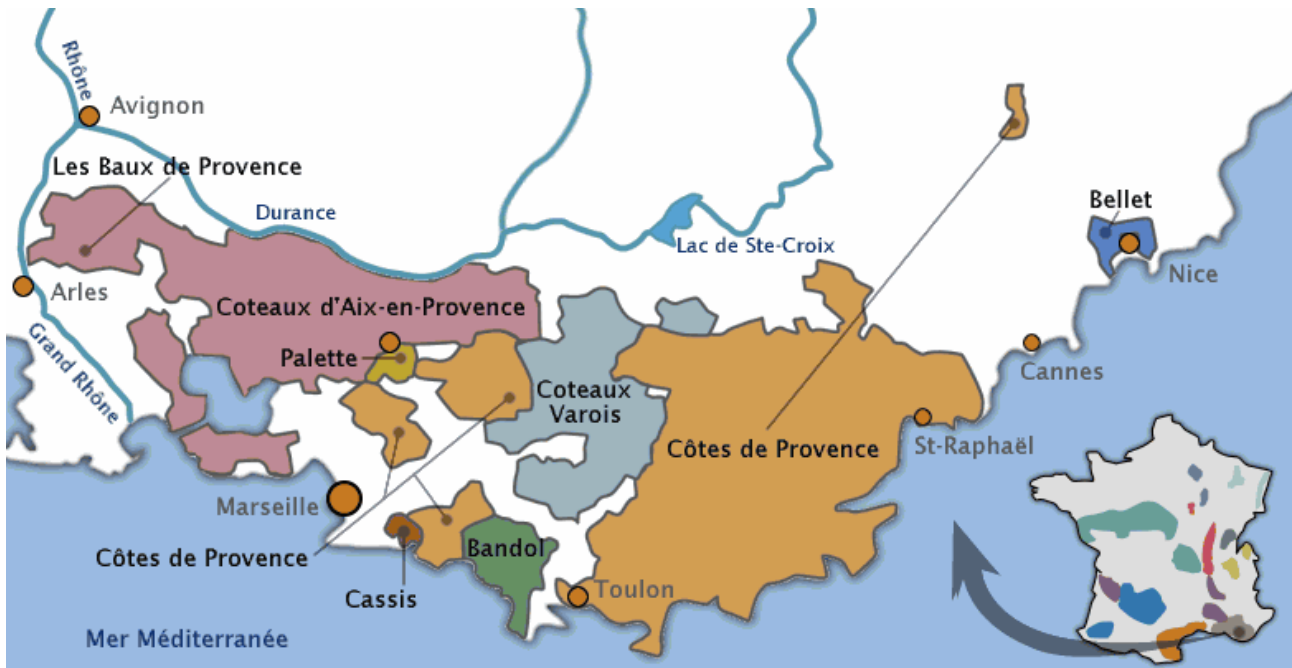 Rhône
Avignon
Les Baux de Provence
Durance
Bellet
Lac de Ste-Croix
Nice
Arles
Coteaux d'Aix-en-Provence
Grand Rhône
Palette
Cannes
Coteaux
Varois
Côtes de Provence
St-Raphaël
Marseille
Côtes de Provence
Bandol
Cassis
Toulon
Mer Méditerranée